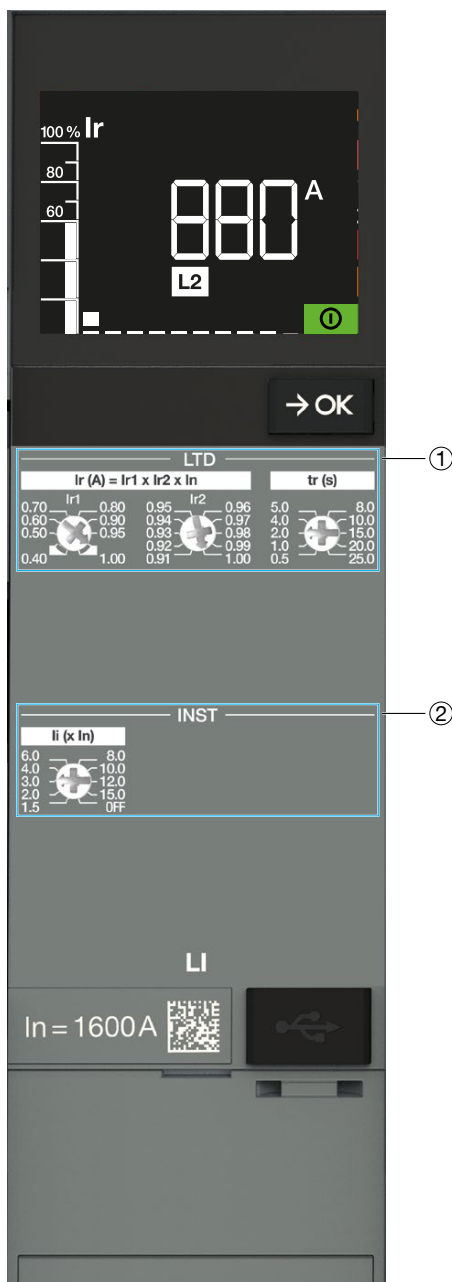 100 % Ir
80
60
880 A
L2
→ OK
LTD
Ir (A) = Ir1 x Ir2 x In
tr (s)
Ir1
Ir2
0.70 0.80 0.95 0.96 5.0 8.0
0.60 0.90 0.94 0.97 4.0 10.0
0.50 0.95 0.93 0.98 2.0 15.0
0.92 0.99 1.0 20.0
0.40 1.00 0.91 1.00 0.5 25.0
①
INST
②
Ii (x In)
6.0 8.0
4.0 10.0
3.0 12.0
2.0 15.0
1.5 OFF
LI
In = 1600 A